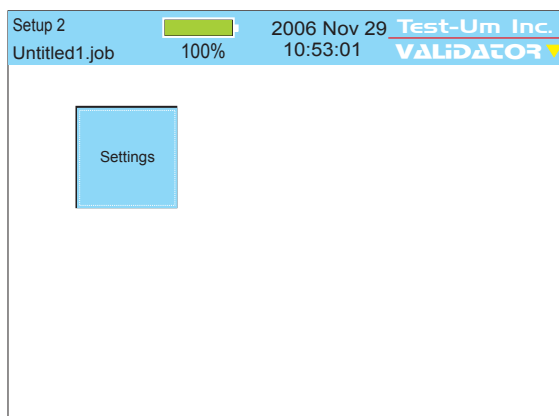 Setup 2
Untitled1.job
100%
2006 Nov 29
10:53:01
Test-Um Inc.
VALiDATOR
Settings